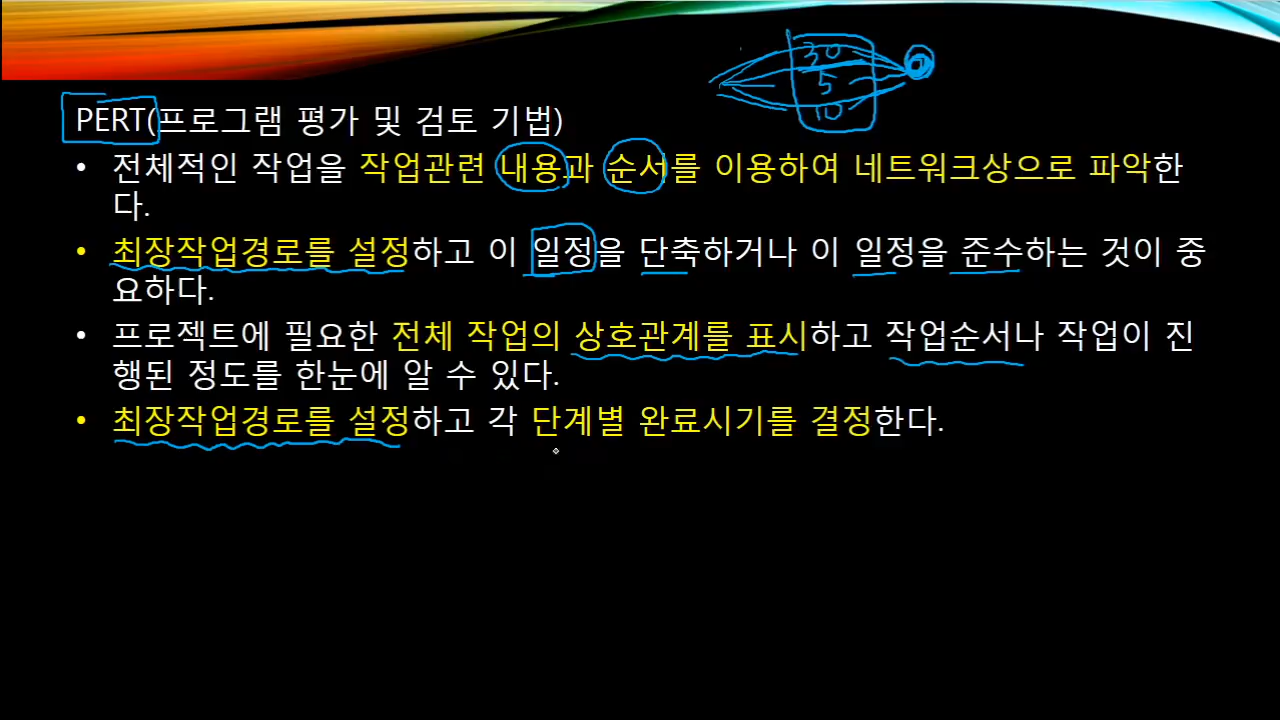 30
5
10
PERT(프로그램 평가 및 검토 기법)
• 전체적인 작업을 작업관련 내용과 순서를 이용하여 네트워크상으로 파악한
다.
• 최장작업경로를 설정하고 이 일정을 단축하거나 이 일정을 준수하는 것이 중
요하다.
• 프로젝트에 필요한 전체 작업의 상호관계를 표시하고 작업순서나 작업이 진
행된 정도를 한눈에 알 수 있다.
• 최장작업경로를 설정하고 각 단계별 완료시기를 결정한다.